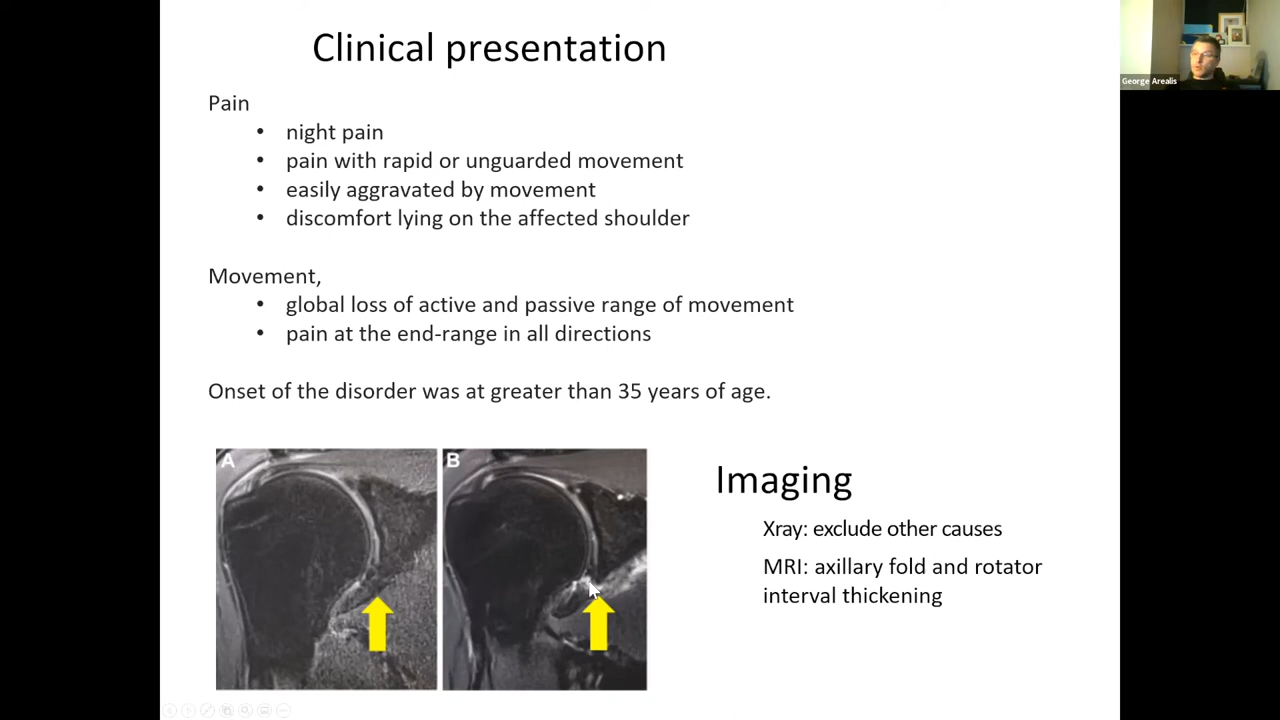 Clinical presentation
George Arealis
Pain
• night pain
• pain with rapid or unguarded movement
• easily aggravated by movement
• discomfort lying on the affected shoulder
Movement,
• global loss of active and passive range of movement
• pain at the end-range in all directions
Onset of the disorder was at greater than 35 years of age.
A
B
Imaging
Xray: exclude other causes
MRI: axillary fold and rotator
interval thickening